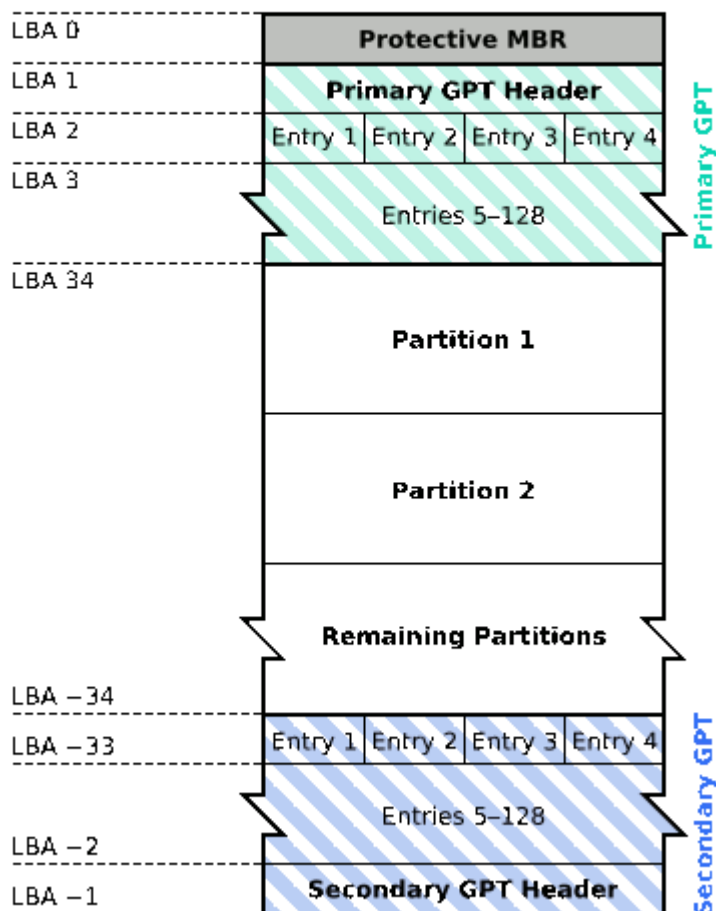 LBA 0
Protective MBR
LBA 1
Primary GPT Header
LBA 2
Entry 1 Entry 2 Entry 3 Entry 4
LBA 3
Entries 5–128
Primary GPT
LBA 34
Partition 1
Partition 2
Remaining Partitions
LBA −34
LBA −33
Entry 1 Entry 2 Entry 3 Entry 4
Entries 5–128
LBA −2
LBA −1
Secondary GPT Header
Secondary GPT